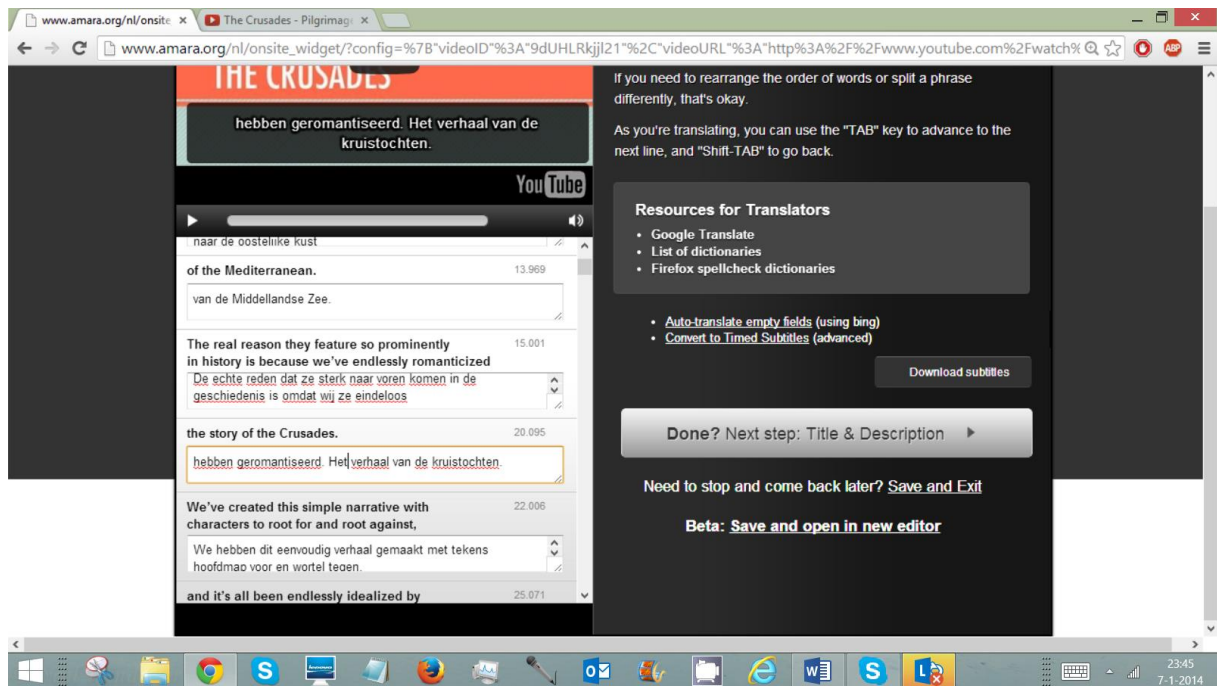 www.amara.org/nl/onsite
The Crusades - Pilgrimag
www.amara.org/nl/onsite_widget/?config=%7B"videoID"%3A"9dUHLRkjjl21"%2C"videoURL"%3A"http%3A%2F%2Fwww.youtube.com%2Fwatch%
ABP
THE CRUSADES
hebben geromantiseerd. Het verhaal van de
kruistochten.
YouTube
naar de oostelijke kust
of the Mediterranean. 13.969
van de Middellandse Zee.
The real reason they feature so prominently 15.001
in history is because we've endlessly romanticized
De echte reden dat ze sterk naar voren komen in de
geschiedenis is omdat wij ze eindeloos
the story of the Crusades. 20.095
hebben geromantiseerd. Het verhaal van de kruistochten.
We've created this simple narrative with 22.006
characters to root for and root against,
We hebben dit eenvoudig verhaal gemaakt met tekens
hoofdmap voor en wortel tegen.
and it's all been endlessly idealized by 25.071
If you need to rearrange the order of words or split a phrase
differently, that's okay.
As you're translating, you can use the "TAB" key to advance to the
next line, and "Shift-TAB" to go back.
Resources for Translators
• Google Translate
• List of dictionaries
• Firefox spellcheck dictionaries
• Auto-translate empty fields (using bing)
• Convert to Timed Subtitles (advanced)
Download subtitles
Done? Next step: Title & Description
Need to stop and come back later? Save and Exit
Beta: Save and open in new editor
23:45
7-1-2014